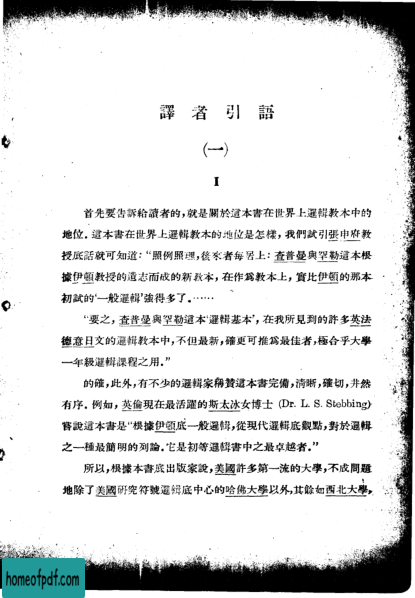 譯者引語
(一)
I
首先要告訴給讀者的，就是關於這本書在世界上邏輯教本中的
地位．這本書在世界上邏輯教本的地位是怎樣，我們試引張申府教
授底話就可知道：“照例照理，後來者每居上：查普曼與罕勒這本根
據伊頓教授的遺志而成的新教本，在作爲教本上，實比伊頓的那本
初試的‘一般邏輯’強得多了．……
“要之，查普曼與罕勒這本‘邏輯基本’，在我所見到的許多英法
德意日文的邏輯教本中，不但最新，確更可推爲最佳者，極合乎大學
一年級邏輯課程之用．”
的確，此外，有不少的邏輯家稱贊這本書完備，清晰，確切，井然
有序．例如，英倫現在最活躍的斯太冰女博士 (Dr. L. S. Stebbing)
嘗說這本書是“根據伊頓底一般邏輯，從現代邏輯底觀點，對於邏輯
之一種最簡明的列論．它是初等邏輯書中之最卓越者．”
所以，根據本書底出版家說，美國許多第一流的大學，不成問題
地除了美國研究符號邏輯底中心的哈佛大學以外，其餘如西北大學，
homeofpdf.com